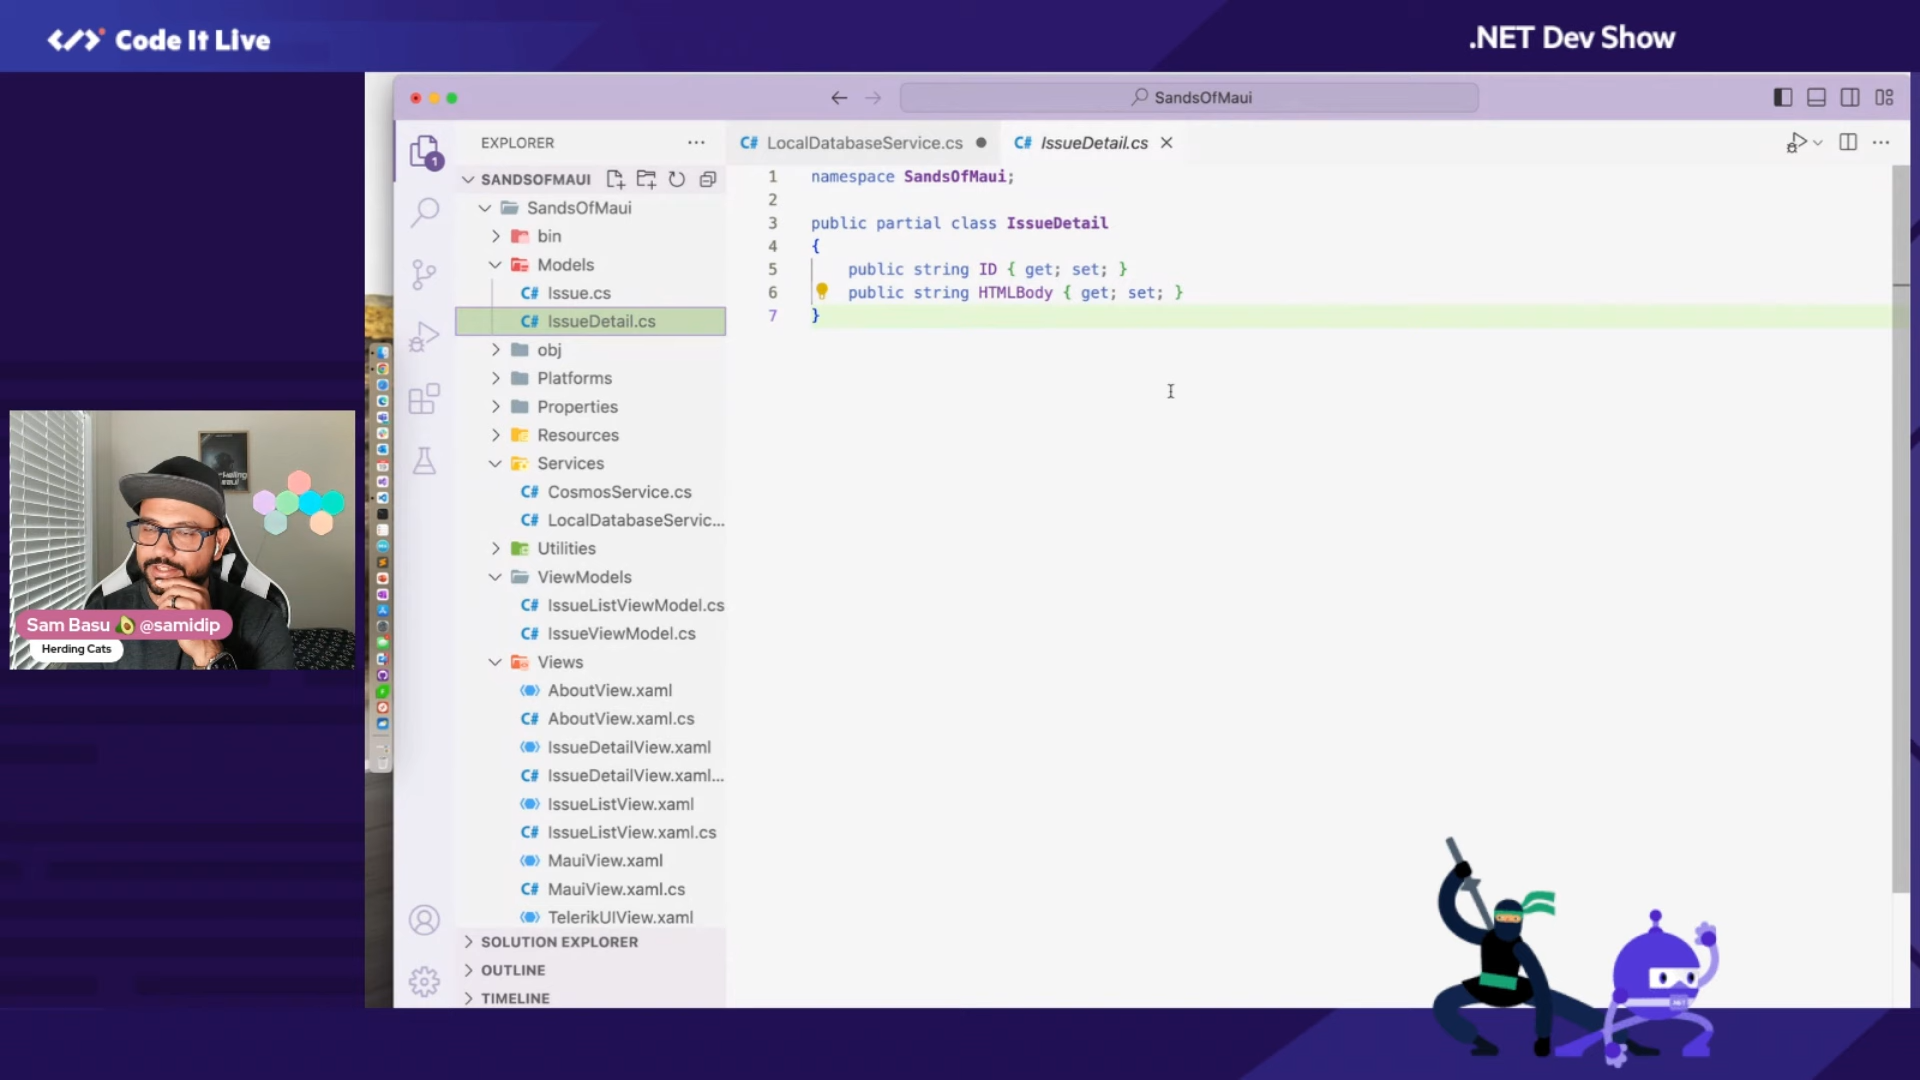 Code It Live
.NET Dev Show
SandsOfMaui
EXPLORER
LocalDatabaseService.cs
IssueDetail.cs
SANDSOFMAUI
SandsOfMaui
bin
Models
C# Issue.cs
C# IssueDetail.cs
obj
Platforms
Properties
Resources
Services
C# CosmosService.cs
C# LocalDatabaseServic...
Utilities
ViewModels
C# IssueListViewModel.cs
C# IssueViewModel.cs
Views
AboutView.xaml
C# AboutView.xaml.cs
IssueDetailView.xaml
C# IssueDetailView.xaml...
IssueListView.xaml
C# IssueListView.xaml.cs
MauiView.xaml
C# MauiView.xaml.cs
TelerikUIView.xaml
SOLUTION EXPLORER
OUTLINE
TIMELINE
1 namespace SandsOfMaui;
2
3 public partial class IssueDetail
4 {
5 public string ID { get; set; }
6 public string HTMLBody { get; set; }
7 }
Sam Basu 🥑 @samidip
Herding Cats